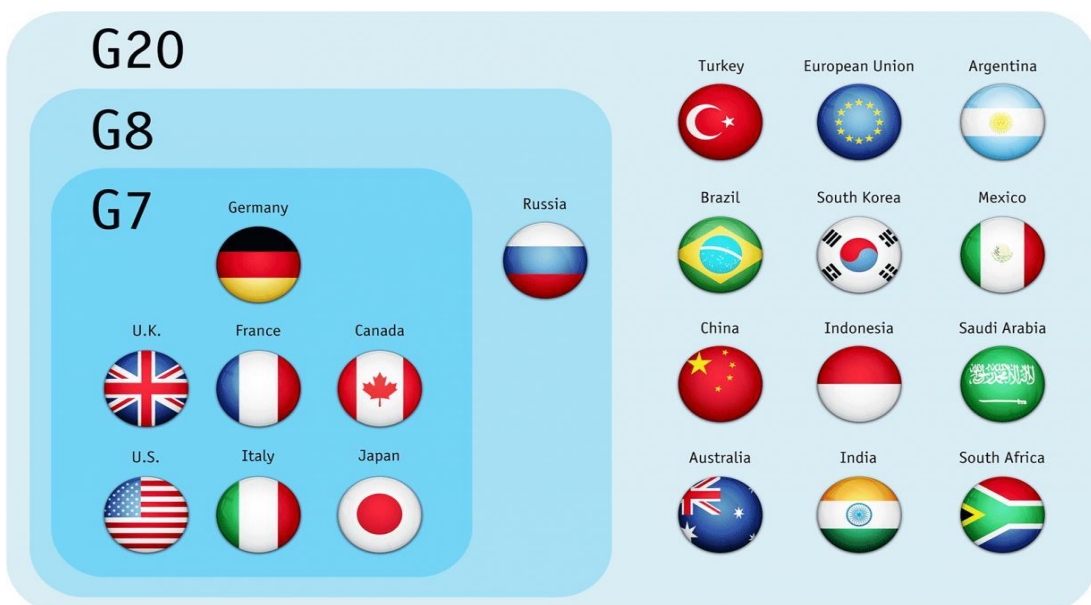 G20
G8
G7
Germany
U.K.
France
Canada
U.S.
Italy
Japan
Russia
Turkey
European Union
Argentina
Brazil
South Korea
Mexico
China
Indonesia
Saudi Arabia
Australia
India
South Africa